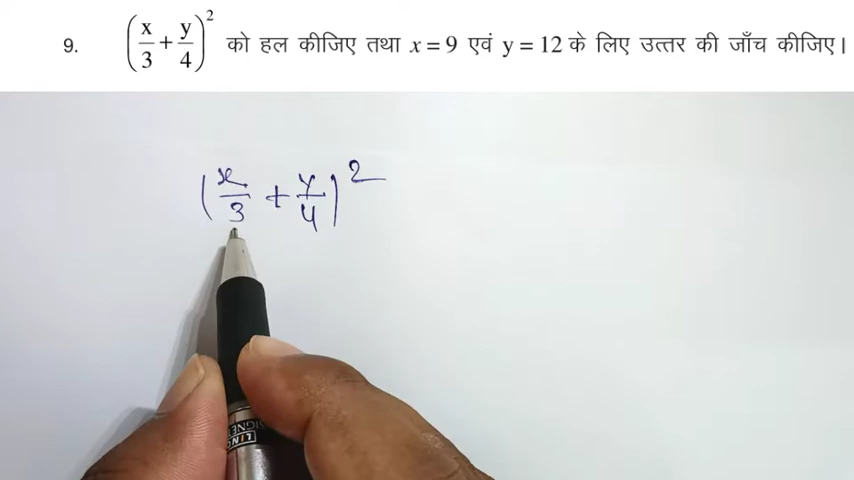 9. (x/3 + y/4)² को हल कीजिए तथा x = 9 एवं y = 12 के लिए उत्त्तर की जाँच कीजिए।
(x/3 + y/4)²